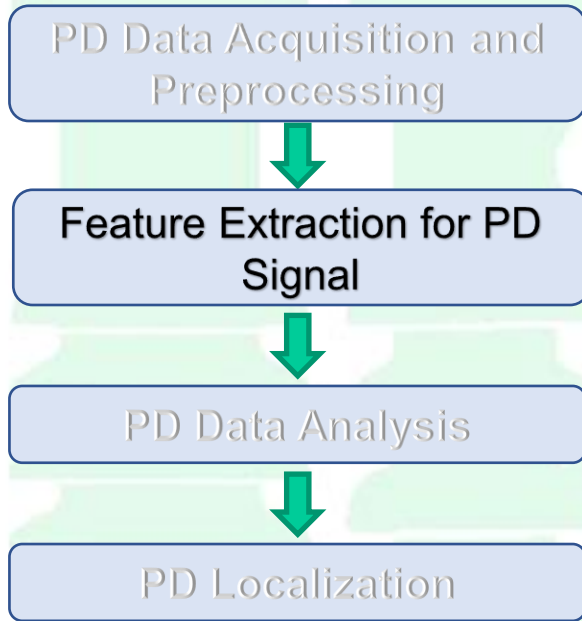 PD Data Acquisition and
Preprocessing
Feature Extraction for PD
Signal
PD Data Analysis
PD Localization